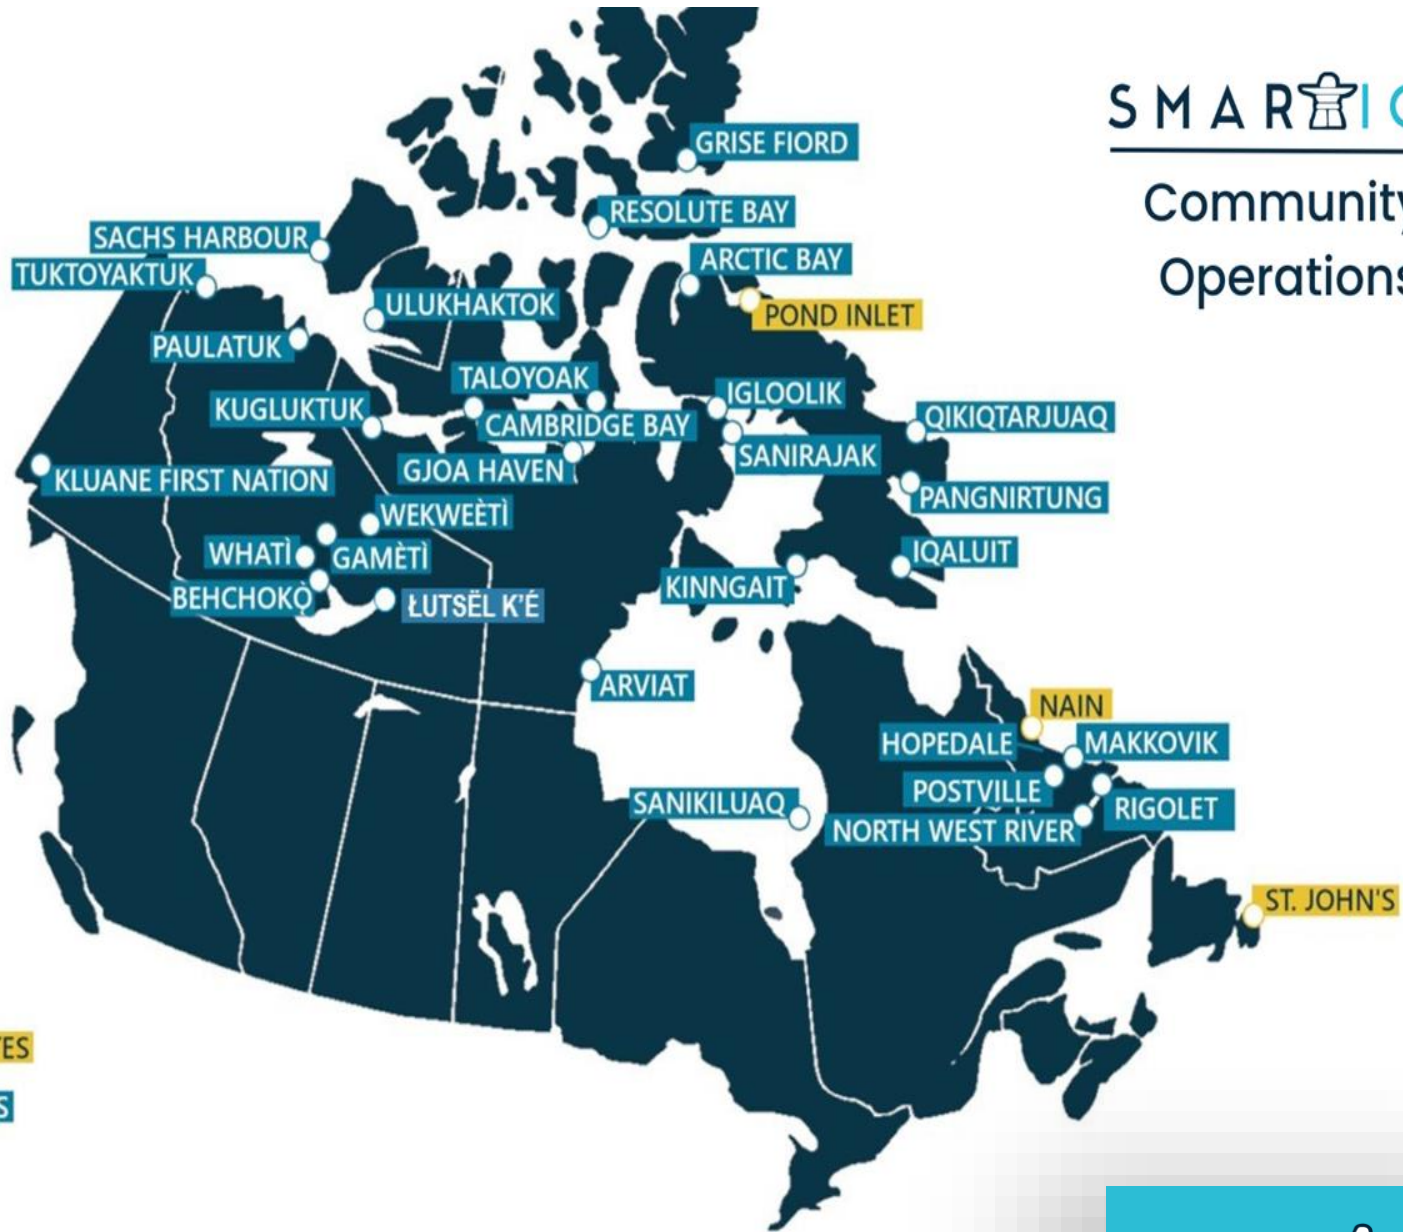 GRISE FIORD
SMARTIC
Community
Operations
RESOLUTE BAY
SACHS HARBOUR
ARCTIC BAY
TUKTOYAKTUK
ULUKHAKTOK
POND INLET
PAULATUK
TALOYOAK
IGLOOLIK
KUGLUKTUK
CAMBRIDGE BAY
QIKIQTARJUAQ
SANIRAJAK
GJOA HAVEN
KLUANE FIRST NATION
PANGNIRTUNG
WEKWEÈTÌ
WHATÌ
GAMÈTÌ
IQALUIT
KINNGAIT
BEHCHOKǪ̀
ŁUTSËL K'É
ARVIAT
NAIN
HOPEDALE
MAKKOVIK
POSTVILLE
SANIKILUAQ
RIGOLET
NORTH WEST RIVER
ST. JOHN'S